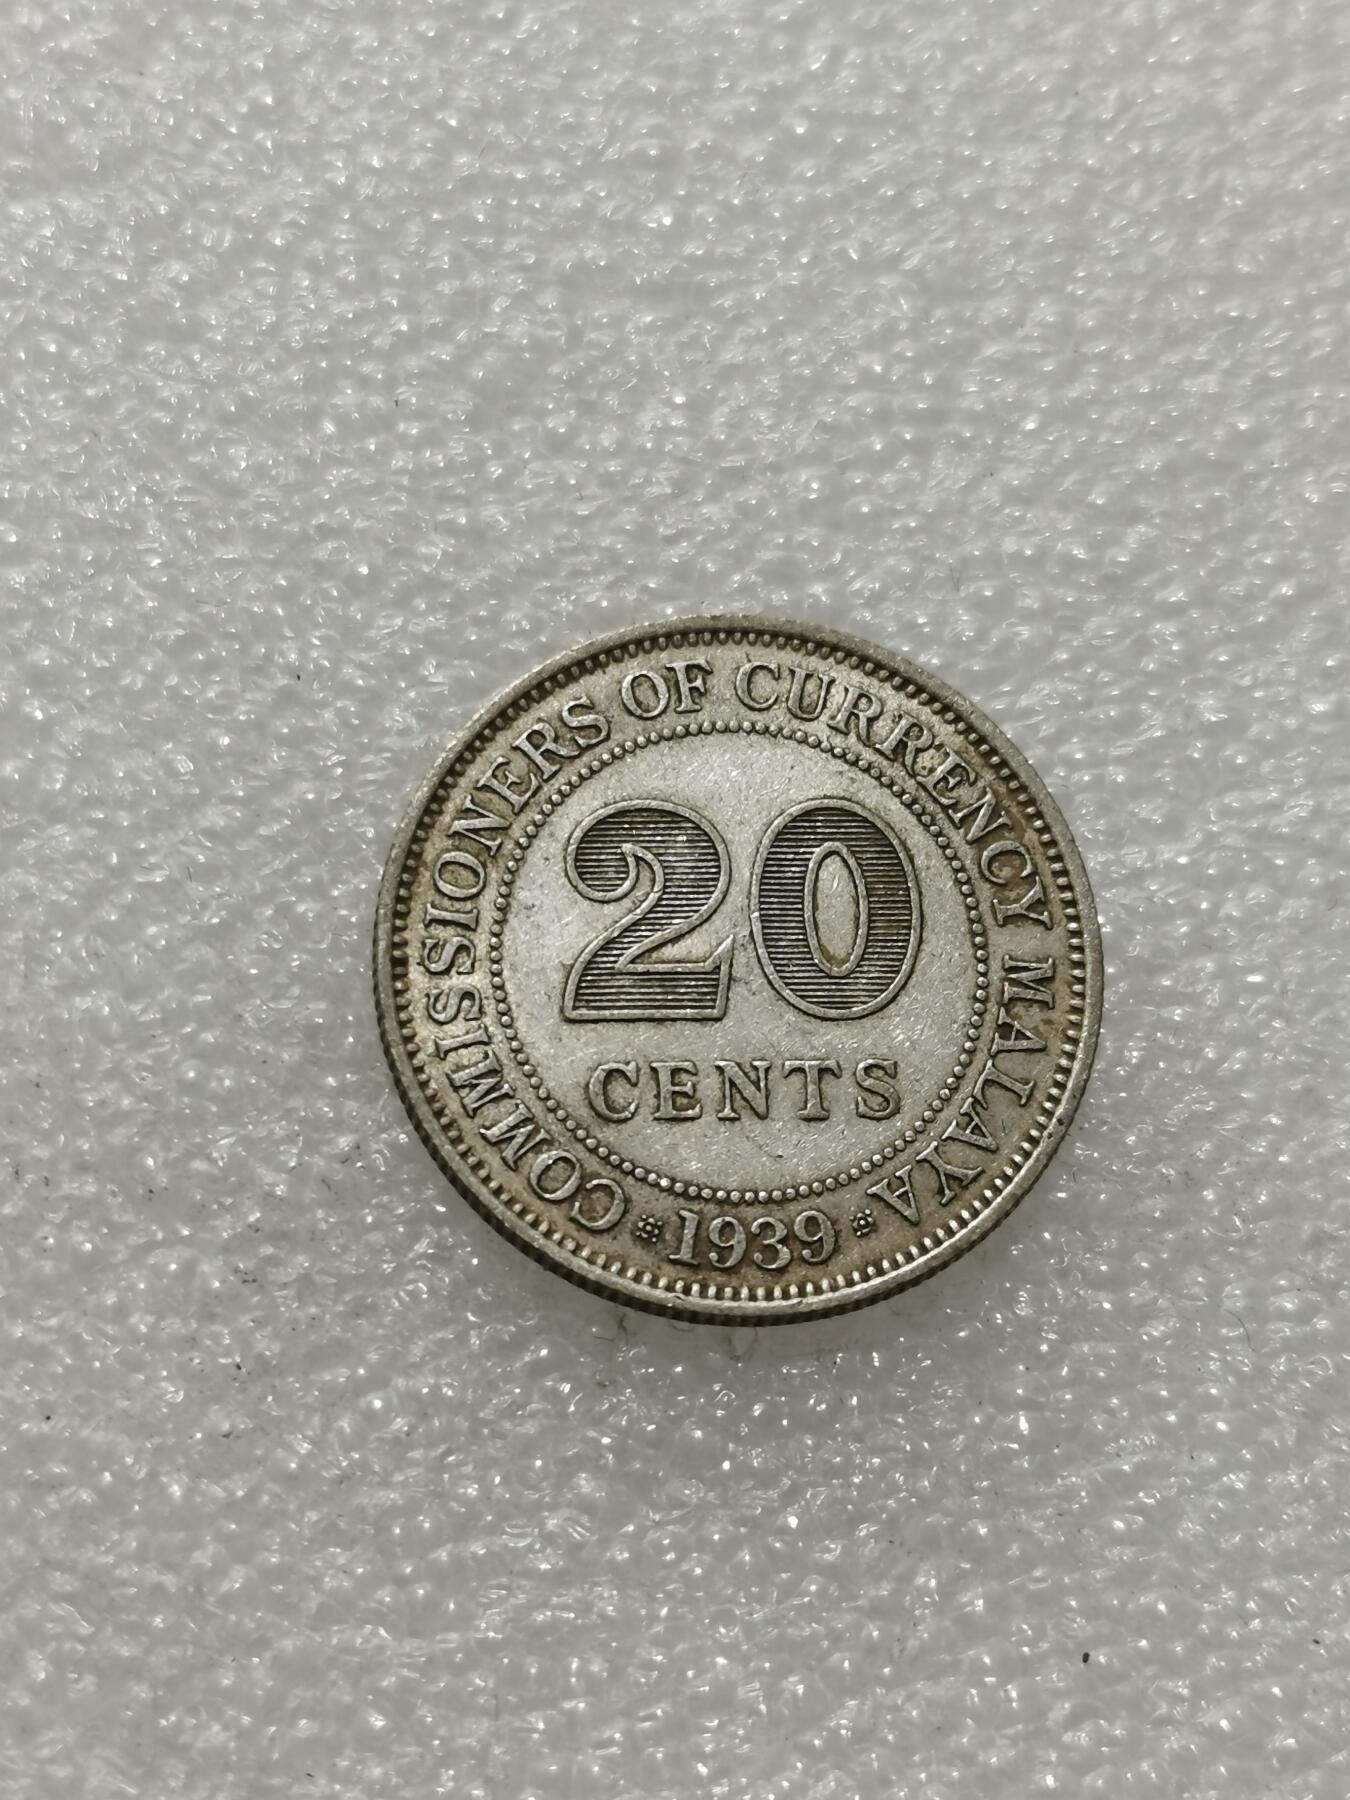 COMMISSIONERS OF CURRENCY MALAYA
20
CENTS
1939